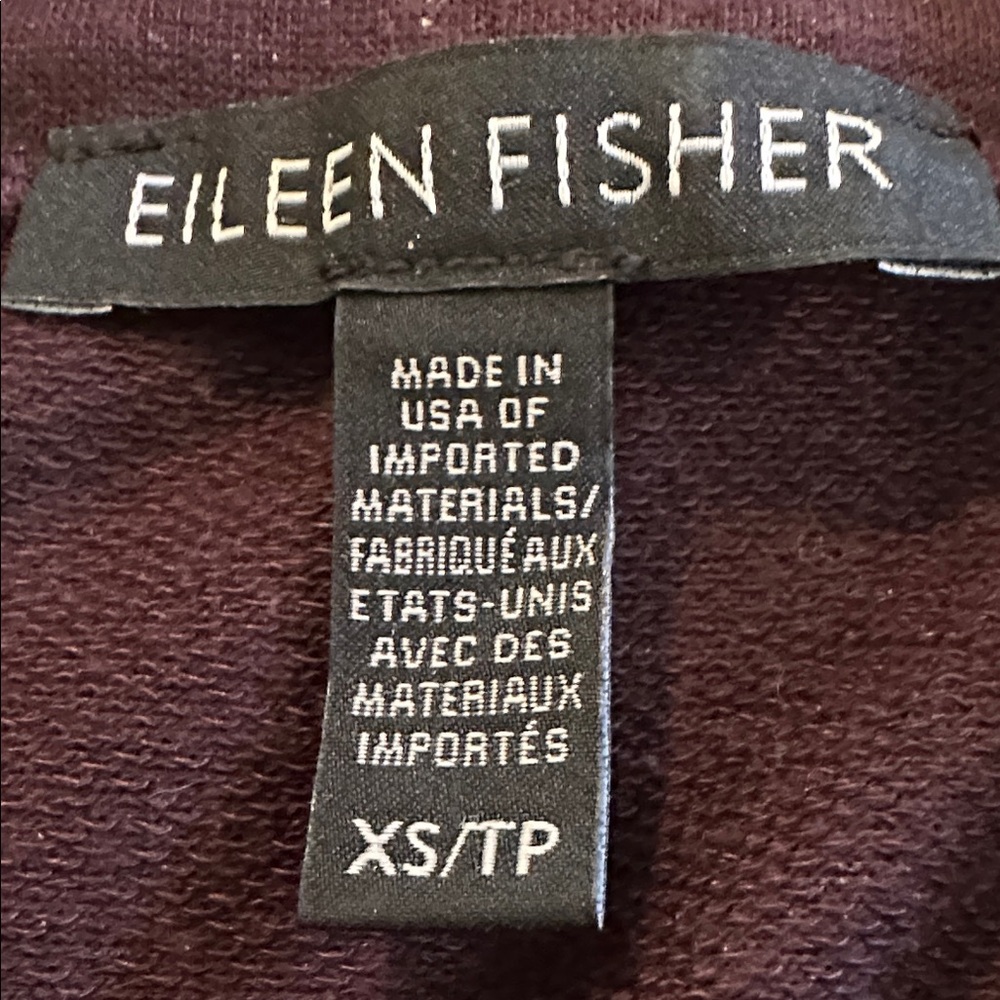 EILEEN FISHER
MADE IN
USA OF
IMPORTED
MATERIALS/
FABRIQUÉ AUX
ETATS-UNIS
AVEC DES
MATERIAUX
IMPORTÉS
XS/TP